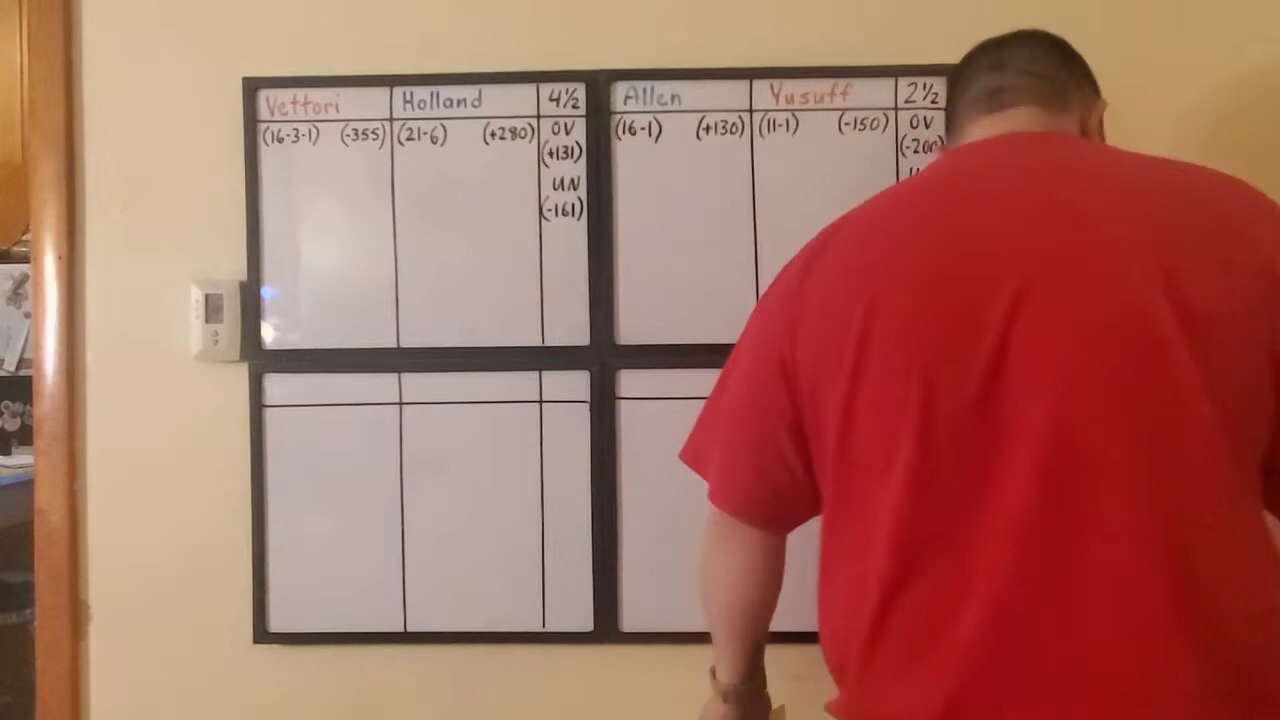 Vettori Holland 4½
(16-3-1) (-355) (21-6) (+280) OV
(+131)
UN
(-161)
Allen Yusuff 2½
(16-1) (+130) (11-1) (-150) OV
(-200)